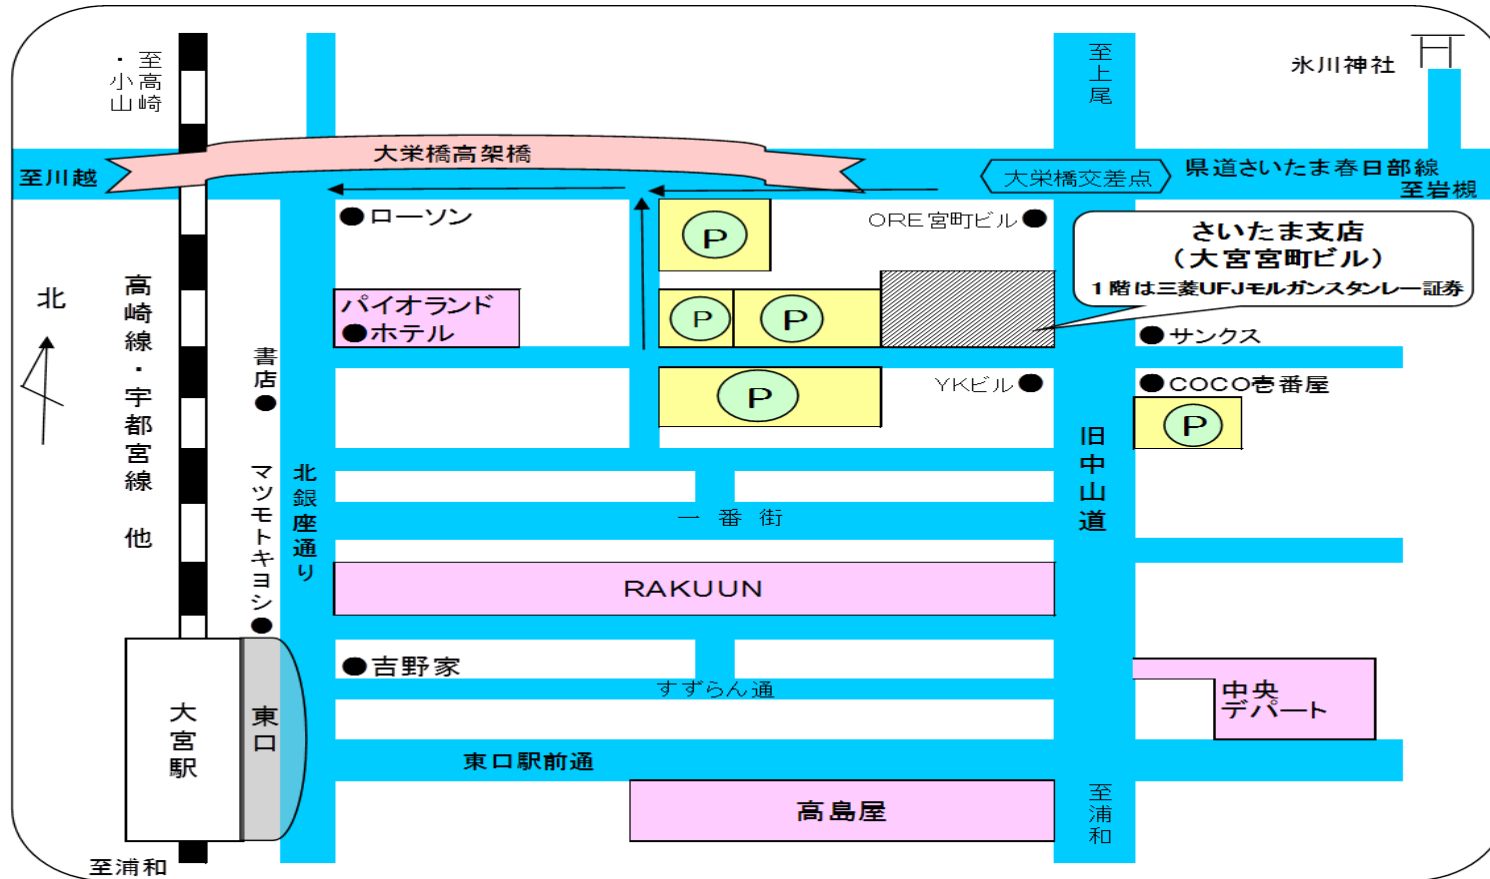 至高崎
・小山
至上尾
氷川神社
大栄橋高架橋
至川越
大栄橋交差点
県道さいたま春日部線
至岩槻
ローソン
P
ORE宮町ビル
さいたま支店
(大宮宮町ビル)
1階は三菱UFJモルガンスタンレー証券
北
高崎線・宇都宮線 他
パイオランド
ホテル
P
P
サンクス
書店
P
YKビル
COCO壱番屋
P
旧中山道
マツモトキヨシ
北銀座通り
一番街
RAKUUN
吉野家
すずらん通
中央
デパート
大宮駅
東口
東口駅前通
高島屋
至浦和
至浦和